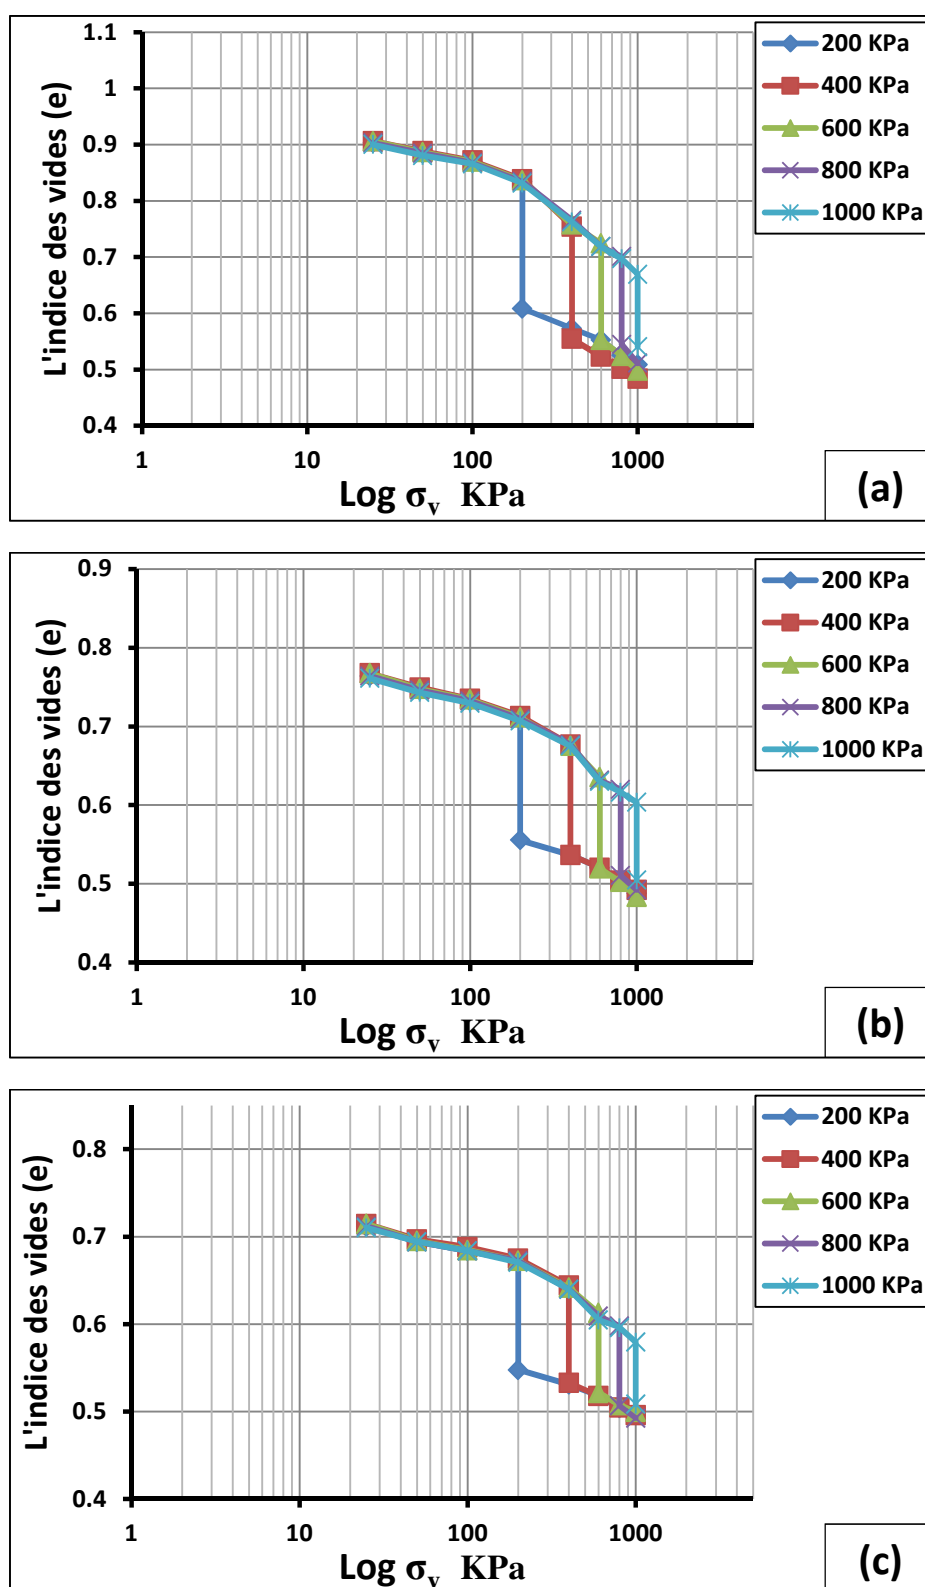 L'indice des vides (e)
1.1
1
0.9
0.8
0.7
0.6
0.5
0.4
1 10 100 1000
Log σv KPa
200 KPa
400 KPa
600 KPa
800 KPa
1000 KPa
(a)
L'indice des vides (e)
0.9
0.8
0.7
0.6
0.5
0.4
1 10 100 1000
Log σv KPa
200 KPa
400 KPa
600 KPa
800 KPa
1000 KPa
(b)
L'indice des vides (e)
0.8
0.7
0.6
0.5
0.4
1 10 100 1000
Log σv KPa
200 KPa
400 KPa
600 KPa
800 KPa
1000 KPa
(c)